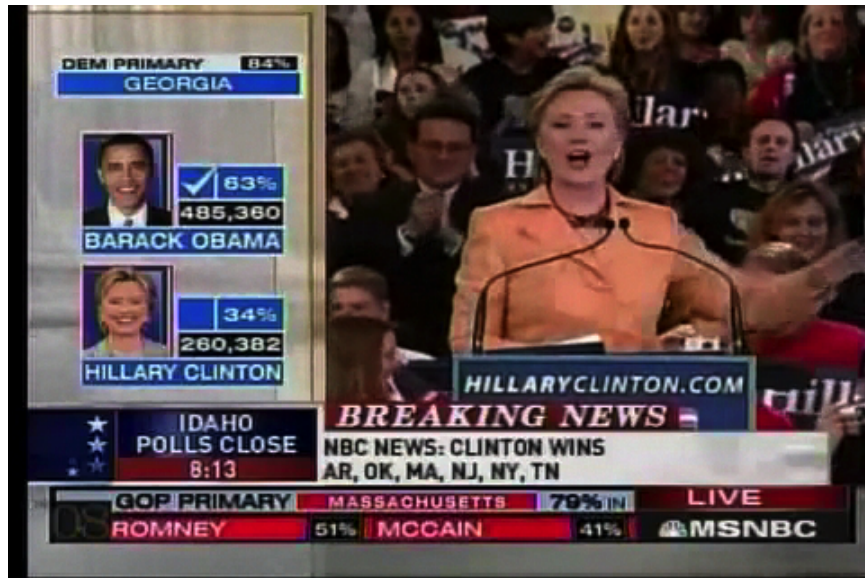 DEM PRIMARY 84%
GEORGIA
63%
485,360
BARACK OBAMA
34%
260,382
HILLARY CLINTON
HILLARYCLINTON.COM
IDAHO
POLLS CLOSE
8:13
BREAKING NEWS
NBC NEWS: CLINTON WINS
AR, OK, MA, NJ, NY, TN
08
GOP PRIMARY MASSACHUSETTS 79% IN LIVE
ROMNEY 51% MCCAIN 41% MSNBC